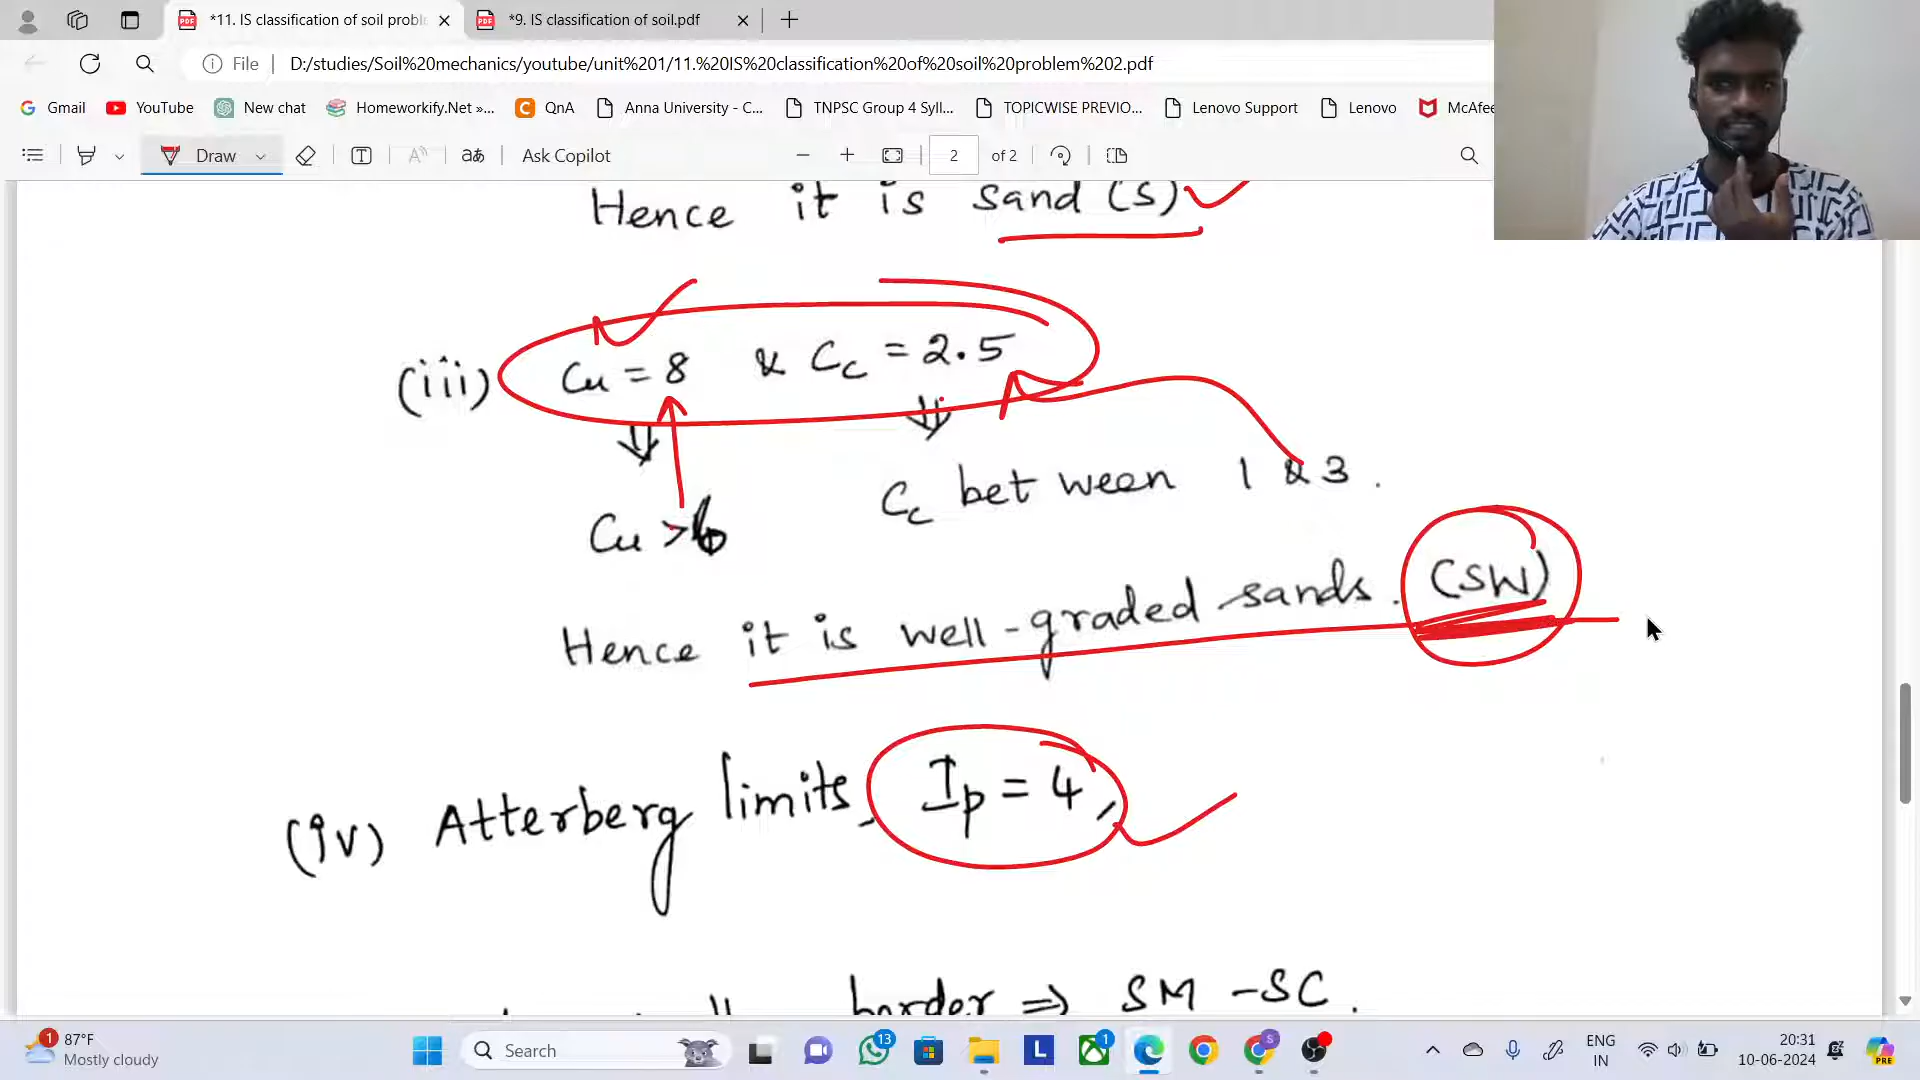 *11. IS classification of soil probl
*9. IS classification of soil.pdf
File
D:/studies/Soil%20mechanics/youtube/unit%201/11.%20IS%20classification%20of%20soil%20problem%202.pdf
Gmail
YouTube
New chat
Homeworkify.Net »...
QnA
Anna University - C...
TNPSC Group 4 Syll...
TOPICWISE PREVIO...
Lenovo Support
Lenovo
McAfee
Draw
Ask Copilot
2
of 2
Hence it is sand (S)
(iii) Cu = 8 & Cc = 2.5
Cu >6
Cc between 1 & 3.
Hence it is well-graded sands. (SW)
(iv) Atterberg limits, Ip = 4,
border ⇒ SM -SC.
1
87°F
Mostly cloudy
Search
13
1
ENG
IN
20:31
10-06-2024